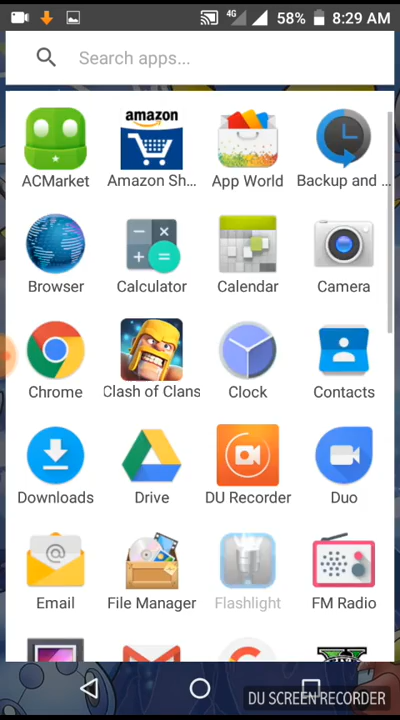 4G 58% 8:29 AM
Search apps...
amazon
ACMarket Amazon Sh... App World Backup and ...
Browser Calculator Calendar Camera
Chrome Clash of Clans Clock Contacts
Downloads Drive DU Recorder Duo
Email File Manager Flashlight FM Radio
DU SCREEN RECORDER